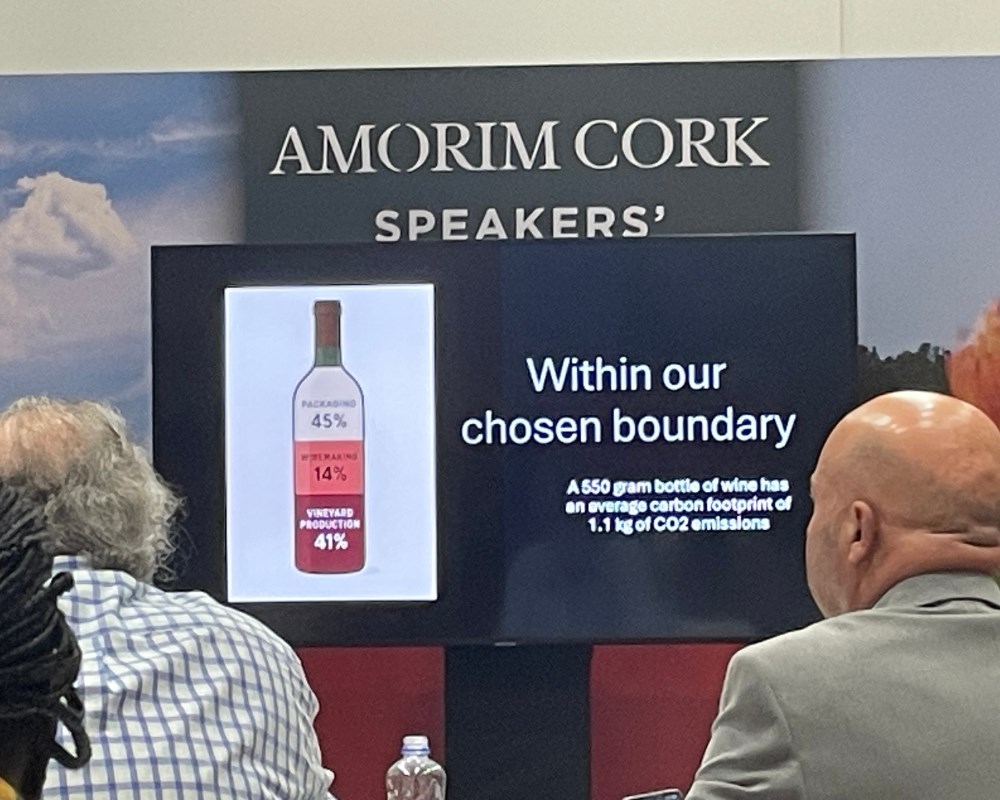 AMORIM CORK
SPEAKERS’
PACKAGING
45%
WINEMAKING
14%
VINEYARD
PRODUCTION
41%
Within our
chosen boundary
A 550 gram bottle of wine has
an average carbon footprint of
1.1 kg of CO2 emissions